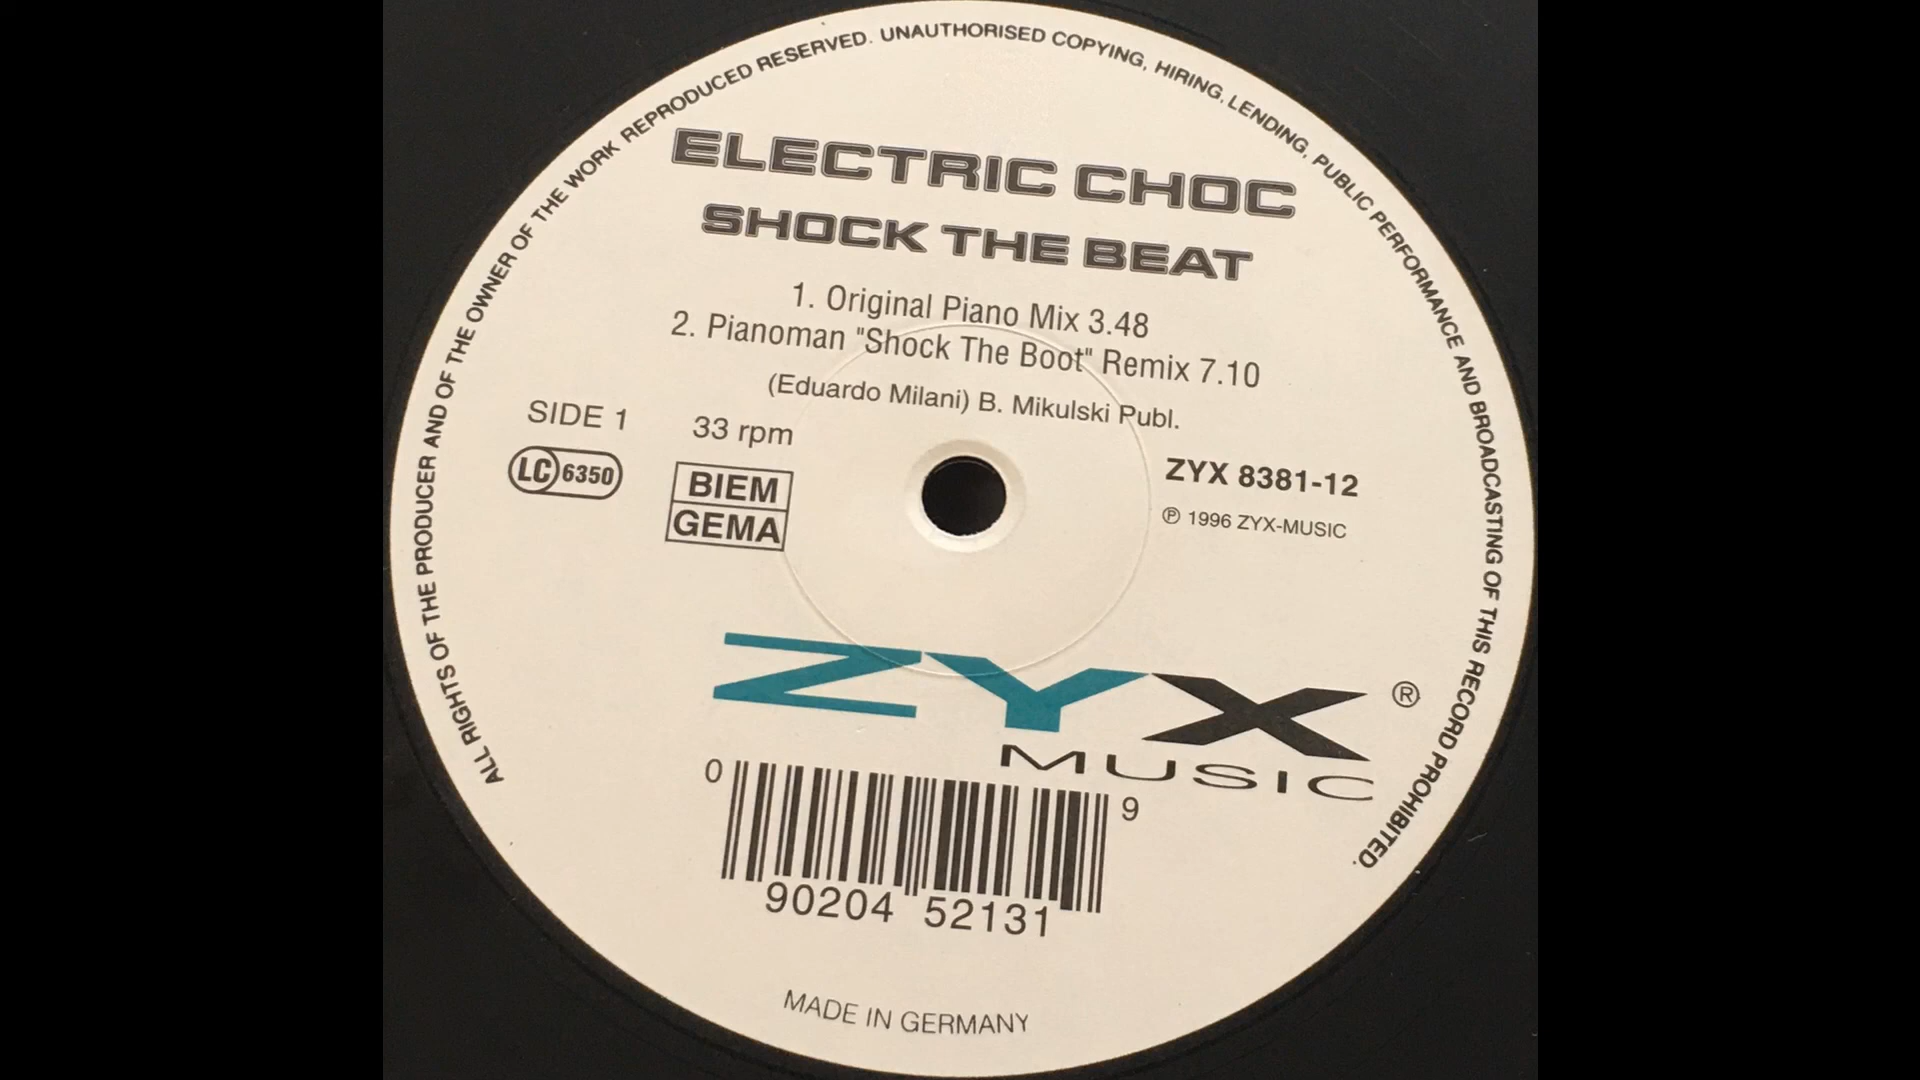 ALL RIGHTS OF THE PRODUCER AND OF THE OWNER OF THE WORK REPRODUCED RESERVED. UNAUTHORISED COPYING, HIRING, LENDING, PUBLIC PERFORMANCE AND BROADCASTING OF THIS RECORD PROHIBITED.
ELECTRIC CHOC
SHOCK THE BEAT
1. Original Piano Mix 3.48
2. Pianoman "Shock The Boot" Remix 7.10
(Eduardo Milani) B. Mikulski Publ.
SIDE 1
33 rpm
LC 6350
BIEM
GEMA
ZYX 8381-12
℗ 1996 ZYX-MUSIC
ZYX ®
MUSIC
0 90204 52131 9
MADE IN GERMANY